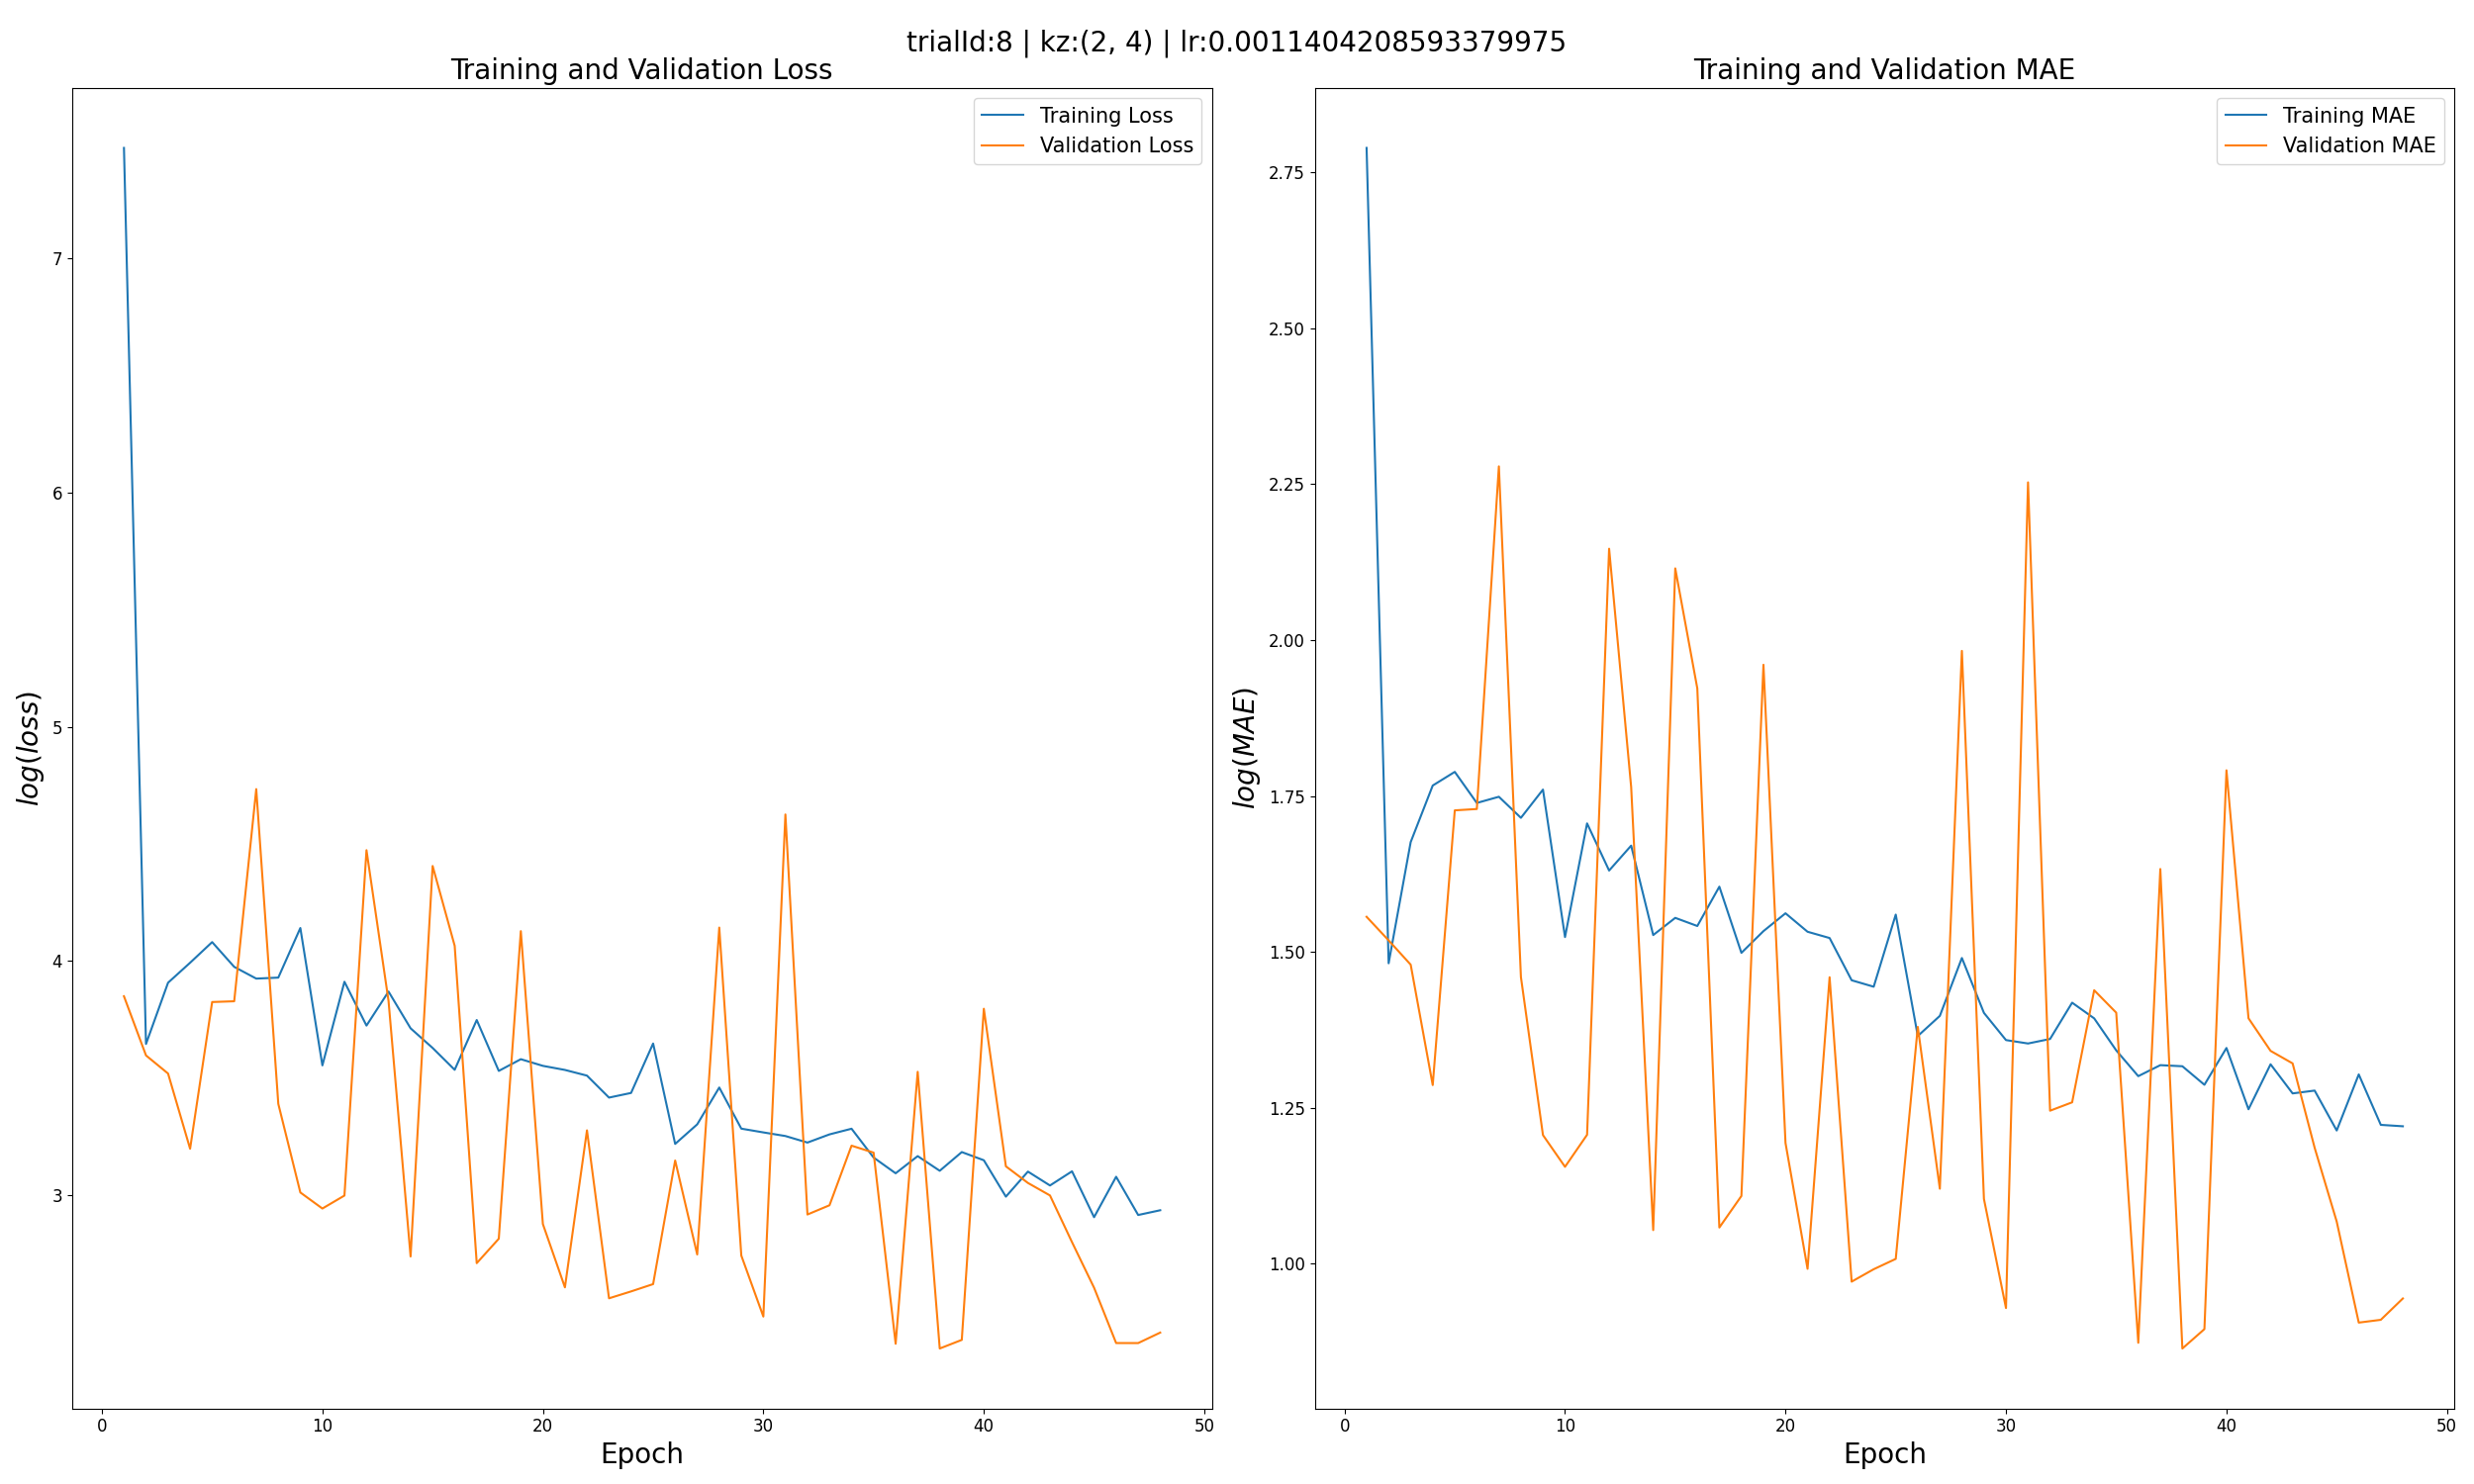 trialId:8 | kz:(2, 4) | lr:0.0011404208593379975
Training and Validation Loss
Training Loss
Validation Loss
7
6
5
4
3
log(loss)
0 10 20 30 40 50
Epoch
Training and Validation MAE
Training MAE
Validation MAE
2.75
2.50
2.25
2.00
1.75
1.50
1.25
1.00
log(MAE)
0 10 20 30 40 50
Epoch